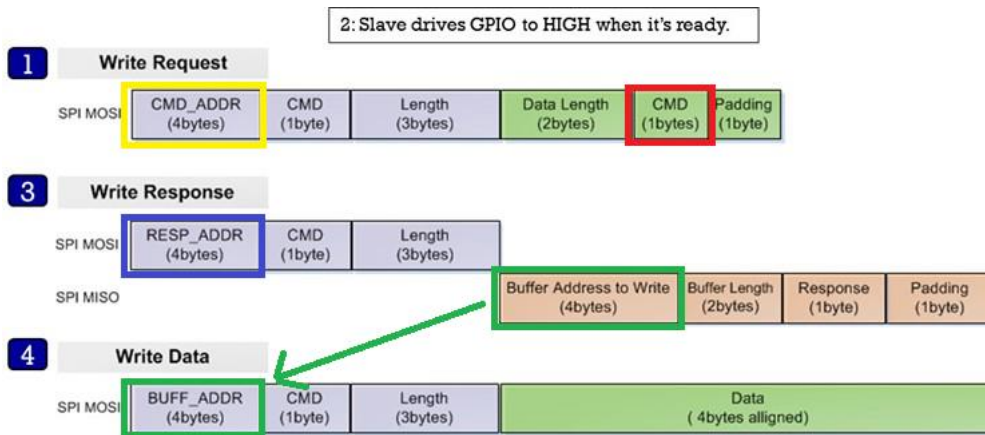 2: Slave drives GPIO to HIGH when it's ready.
1 Write Request
SPI MOSI CMD_ADDR CMD Length Data Length CMD Padding
(4bytes) (1byte) (3bytes) (2bytes) (1bytes) (1byte)
3 Write Response
SPI MOSI RESP_ADDR CMD Length
(4bytes) (1byte) (3bytes)
SPI MISO Buffer Address to Write Buffer Length Response Padding
(4bytes) (2bytes) (1byte) (1byte)
4 Write Data
SPI MOSI BUFF_ADDR CMD Length Data
(4bytes) (1byte) (3bytes) ( 4bytes alligned)